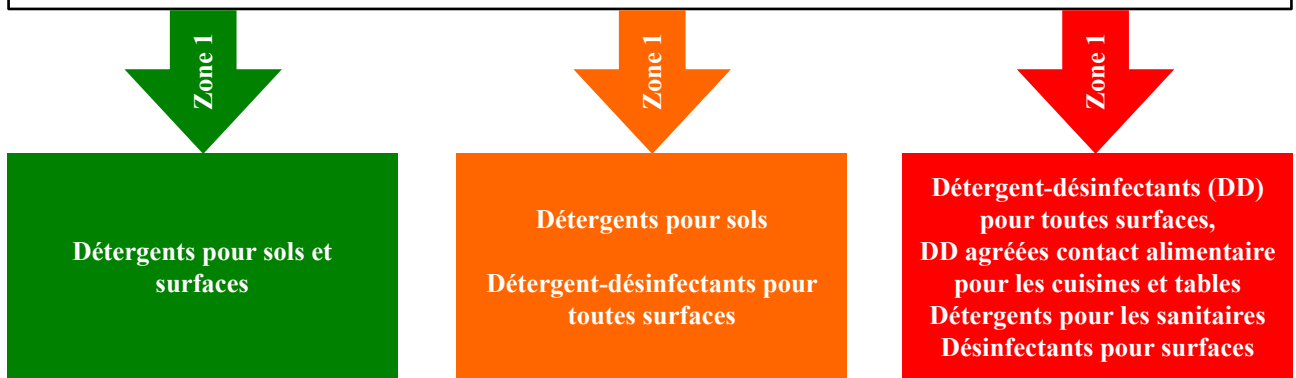 Zone 1
Zone 1
Zone 1
Détergents pour sols et
surfaces
Détergents pour sols
Détergent-désinfectants pour
toutes surfaces
Détergent-désinfectants (DD)
pour toutes surfaces,
DD agréées contact alimentaire
pour les cuisines et tables
Détergents pour les sanitaires
Désinfectants pour surfaces